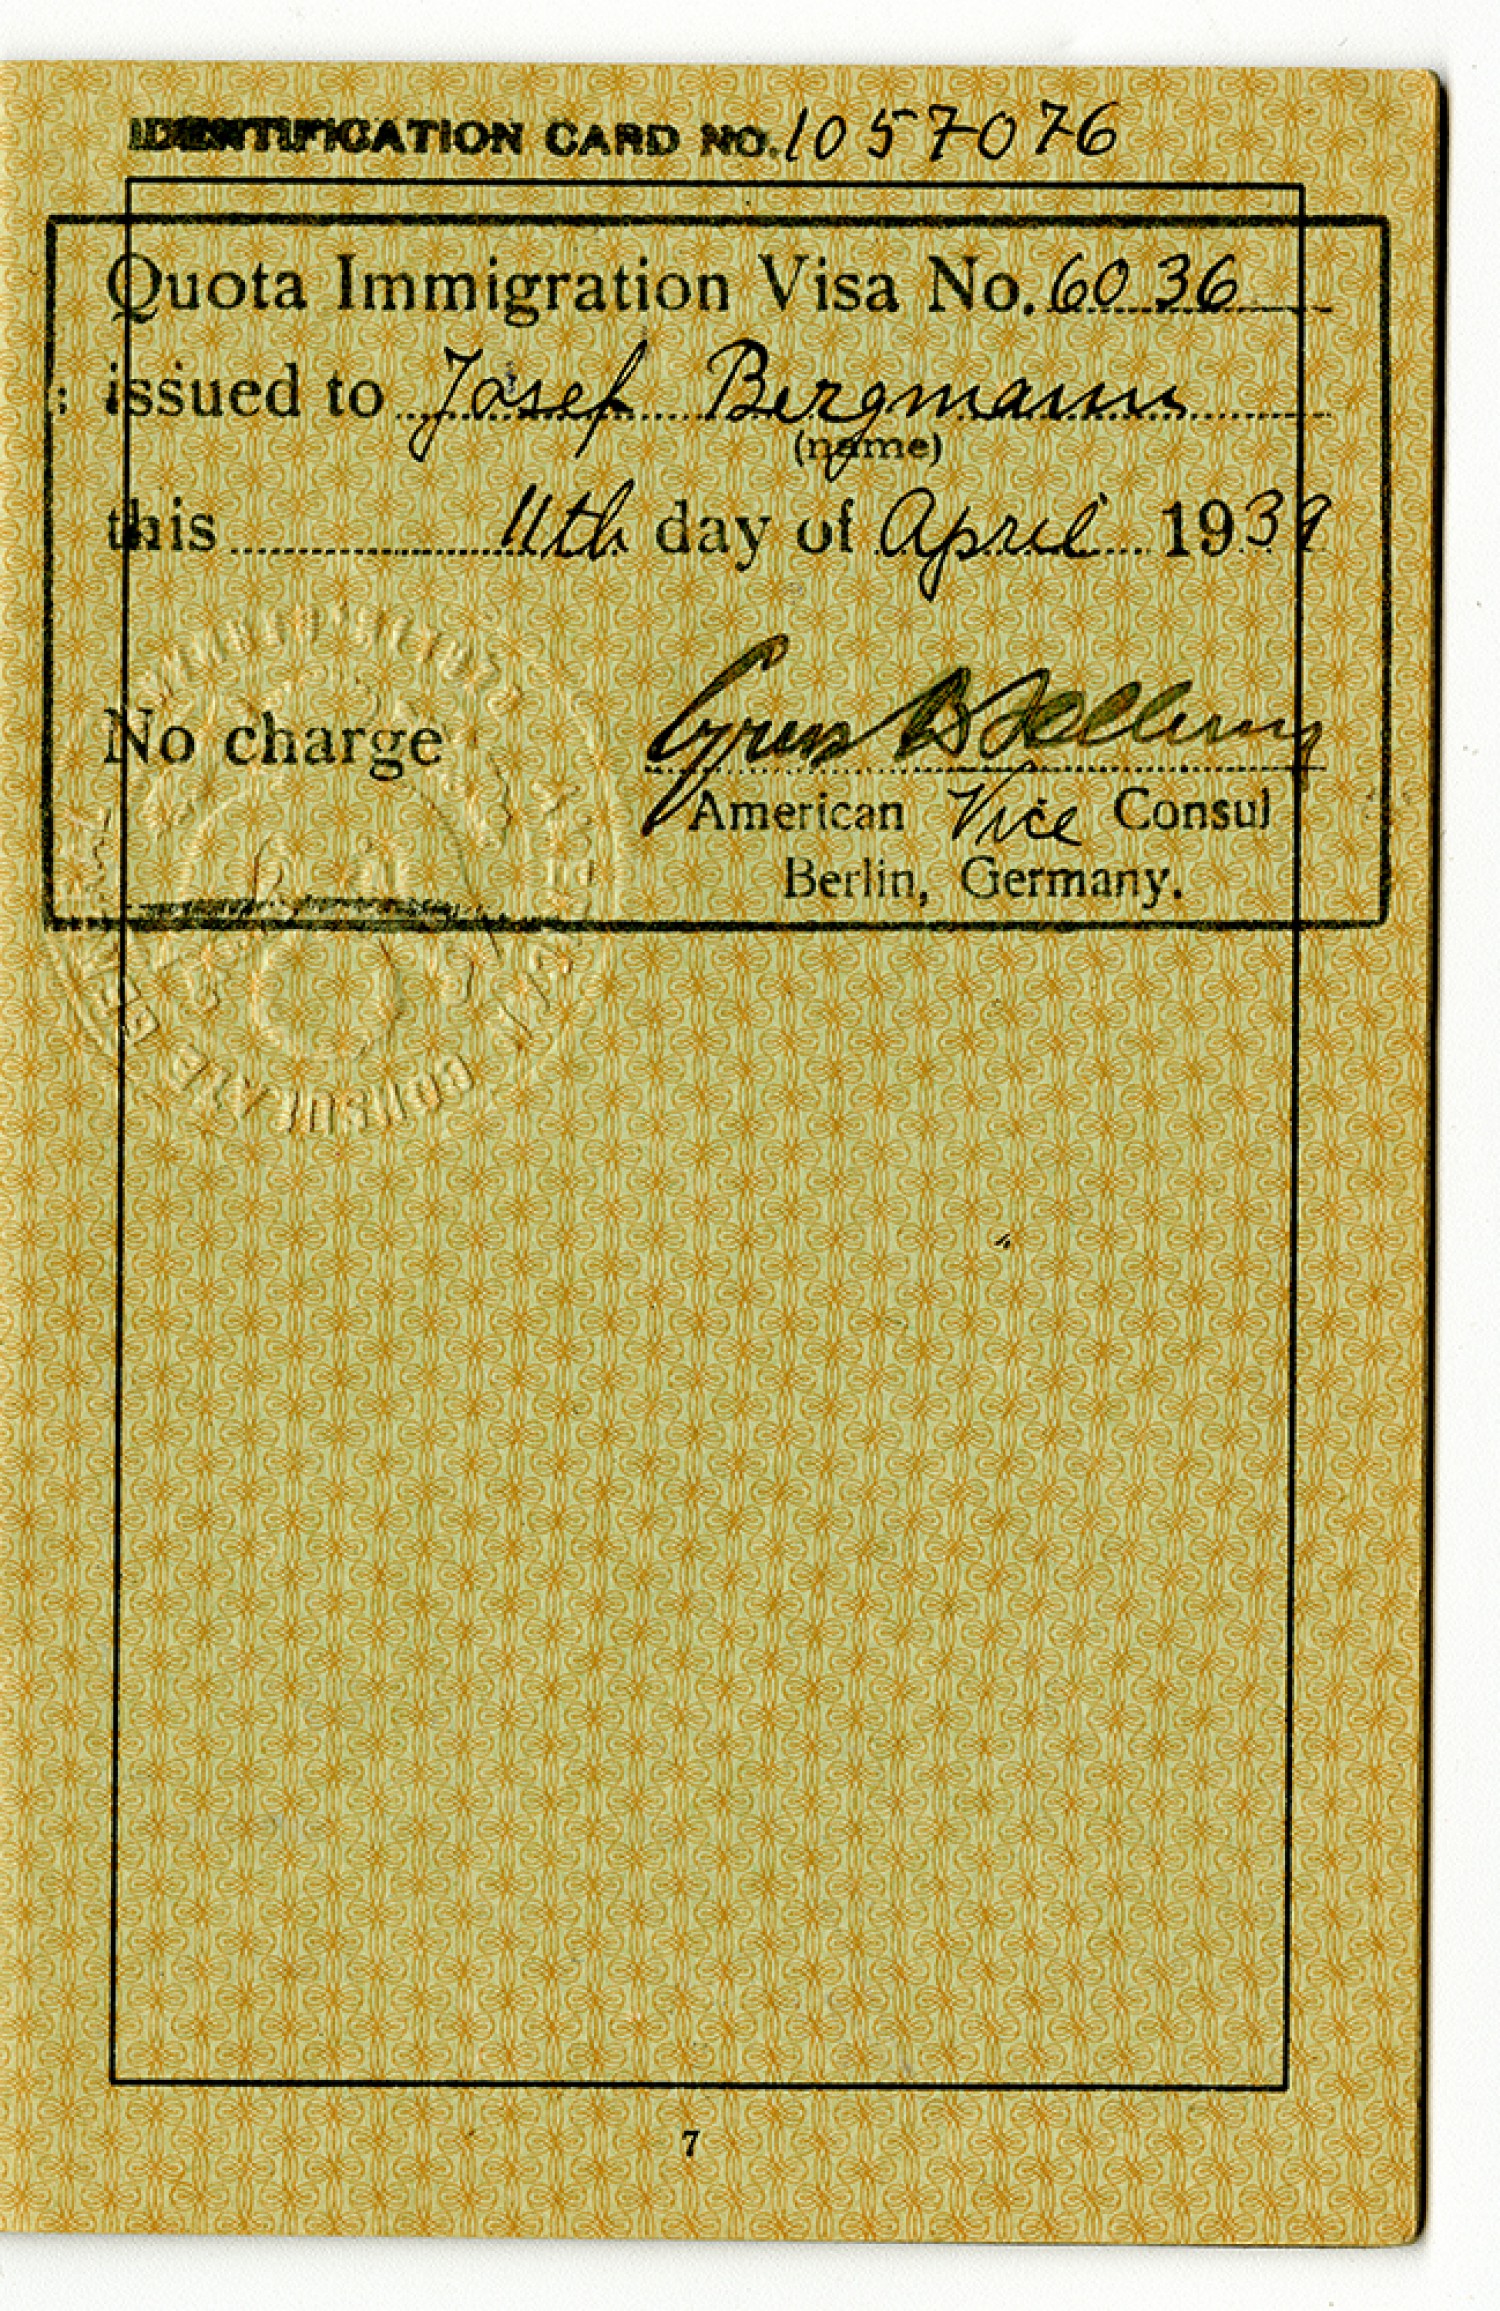 IDENTIFICATION CARD NO. 1057076
Quota Immigration Visa No. 6036
issued to Josef Bergmann
(name)
this 11th day of April 1939
No charge
American Vice Consul
Berlin, Germany.
7